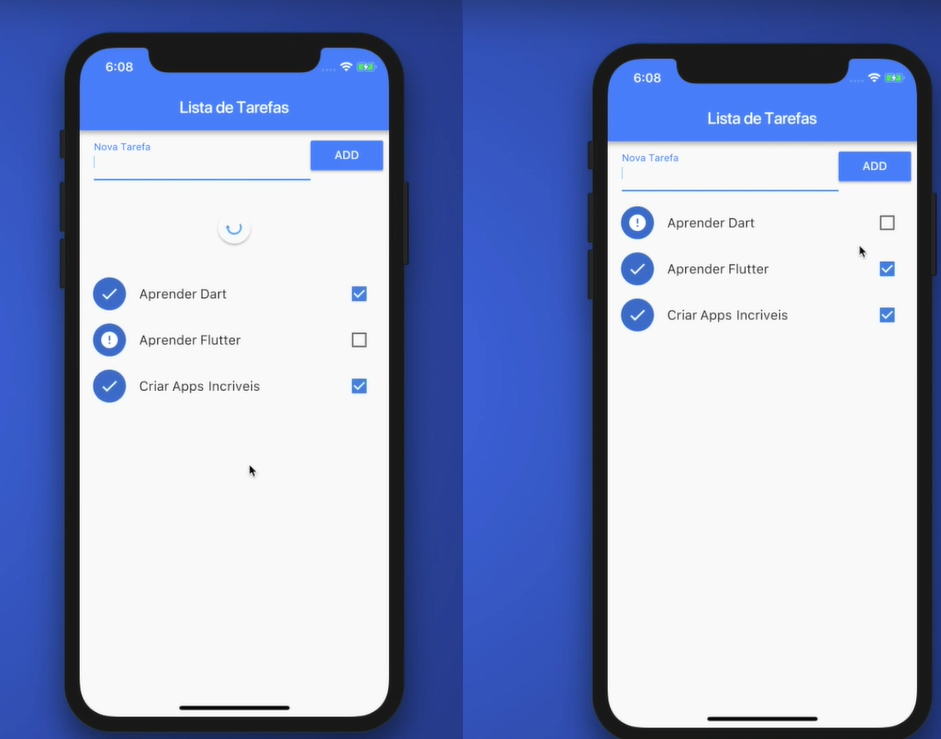 6:08
Lista de Tarefas
Nova Tarefa
ADD
Aprender Dart
Aprender Flutter
Criar Apps Incriveis
6:08
Lista de Tarefas
Nova Tarefa
ADD
Aprender Dart
Aprender Flutter
Criar Apps Incriveis